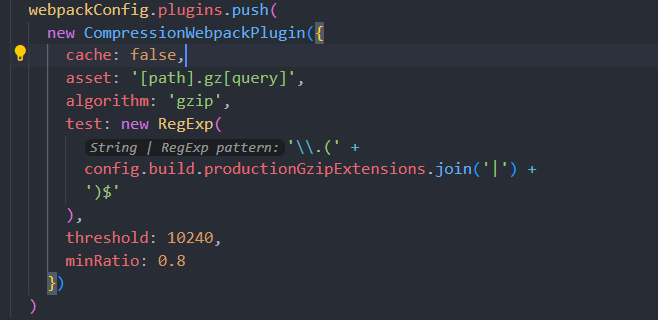 webpackConfig.plugins.push(
new CompressionWebpackPlugin({
cache: false,
asset: '[path].gz[query]',
algorithm: 'gzip',
test: new RegExp(
String | RegExp pattern: '\\.(' +
config.build.productionGzipExtensions.join('|') +
')$'
),
threshold: 10240,
minRatio: 0.8
})
)